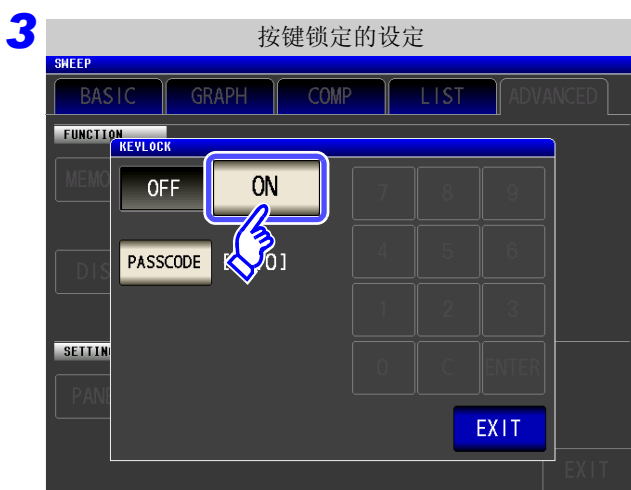 3
按键锁定的设定
SWEEP
BASIC GRAPH COMP LIST ADVANCED
FUNCTION
KEYLOCK
OFF ON 7 8 9
PASSCODE 4 5 6
1 2 3
SETTIN
0 C ENTER
EXIT
EXIT